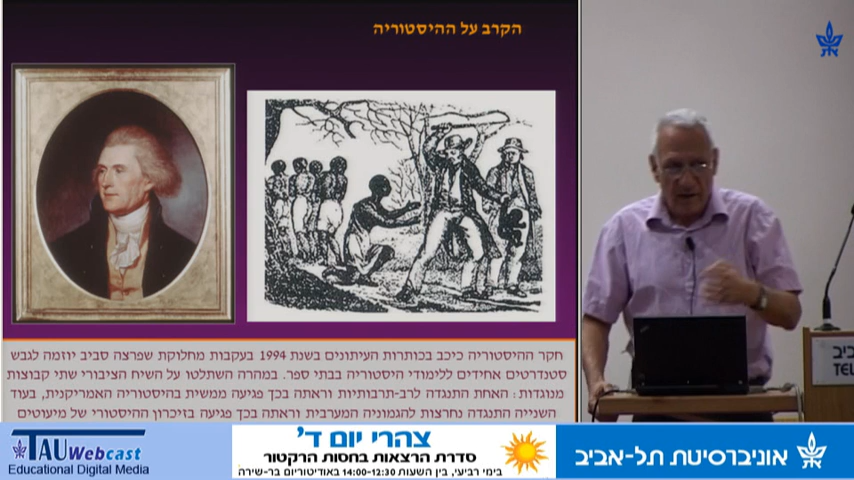 הקרב על ההיסטוריה
חקר ההיסטוריה כיכב בכותרות העיתונים בשנת 1994 בעקבות מחלוקת שפרצה סביב יוזמה לגבש
סטנדרטים אחידים ללימודי היסטוריה בבתי ספר. במהרה השתלטו על השיח הציבורי שתי קבוצות
מנוגדות: האחת התנגדה לרב-תרבותיות וראתה בכך פגיעה ממשית בהיסטוריה האמריקנית, בעוד
השנייה התנגדה נחרצות להגמוניה המערבית וראתה בכך פגיעה בזיכרון ההיסטורי של מיעוטים
TEL
TAU Webcast
Educational Digital Media
צהרי יום ד'
סדרת הרצאות בחסות הרקטור
בימי רביעי, בין השעות 14:00-12:30 באודיטוריום בר-שירה
אוניברסיטת תל-אביב